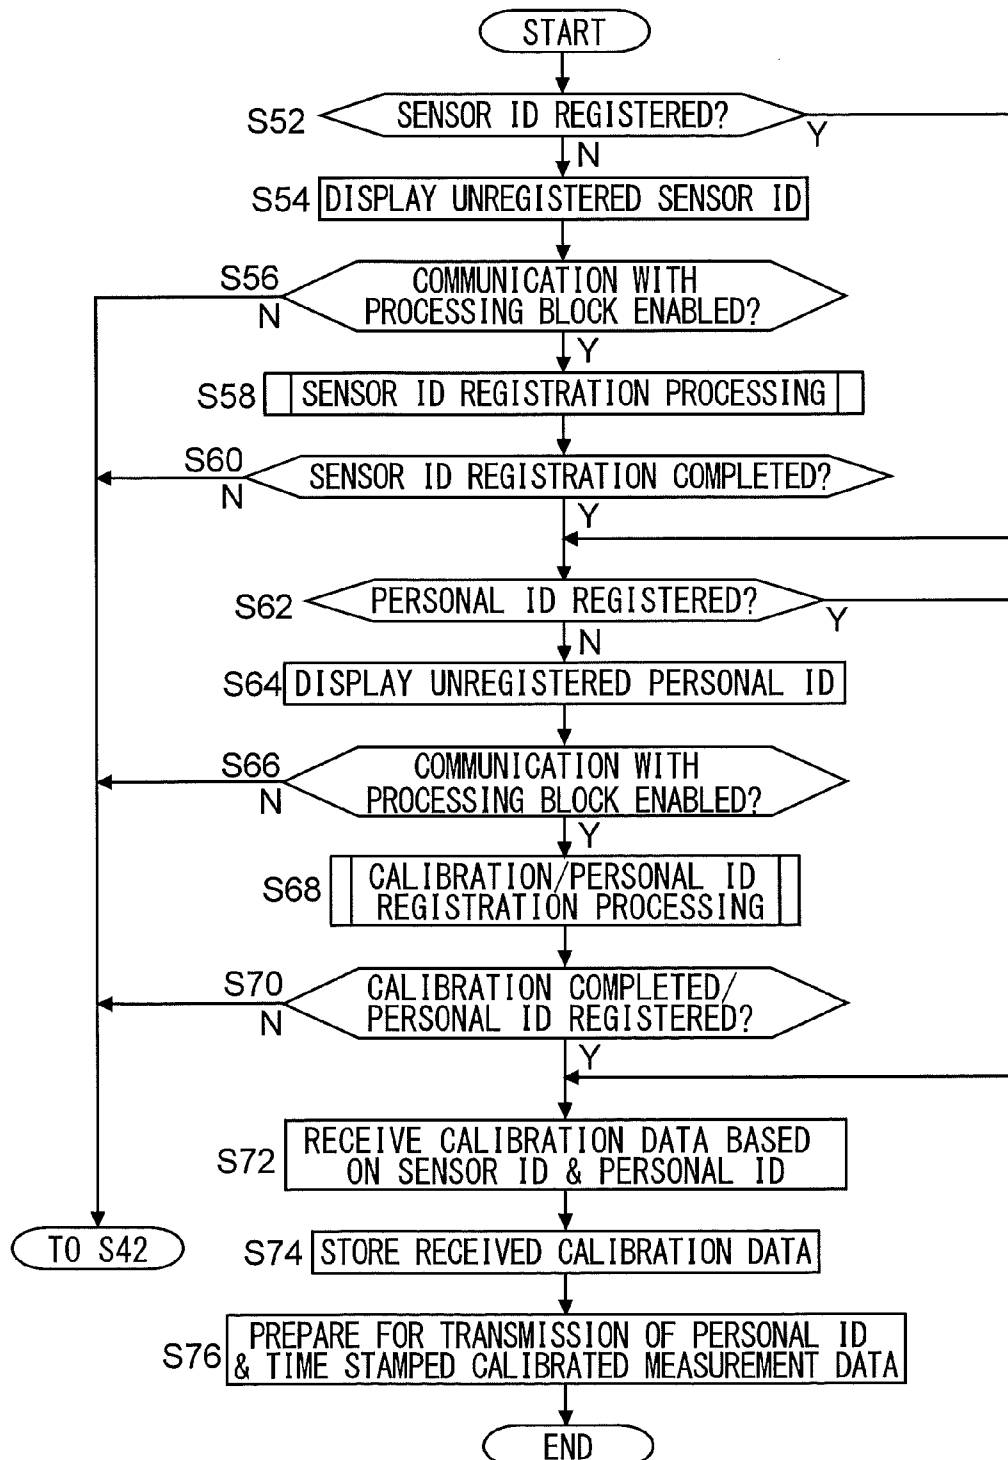 START
S52
SENSOR ID REGISTERED?
Y
N
S54
DISPLAY UNREGISTERED SENSOR ID
S56
COMMUNICATION WITH
PROCESSING BLOCK ENABLED?
N
Y
S58
SENSOR ID REGISTRATION PROCESSING
S60
SENSOR ID REGISTRATION COMPLETED?
N
Y
S62
PERSONAL ID REGISTERED?
Y
N
S64
DISPLAY UNREGISTERED PERSONAL ID
S66
COMMUNICATION WITH
PROCESSING BLOCK ENABLED?
N
Y
S68
CALIBRATION/PERSONAL ID
REGISTRATION PROCESSING
S70
CALIBRATION COMPLETED/
PERSONAL ID REGISTERED?
N
Y
S72
RECEIVE CALIBRATION DATA BASED
ON SENSOR ID & PERSONAL ID
TO S42
S74
STORE RECEIVED CALIBRATION DATA
S76
PREPARE FOR TRANSMISSION OF PERSONAL ID
& TIME STAMPED CALIBRATED MEASUREMENT DATA
END